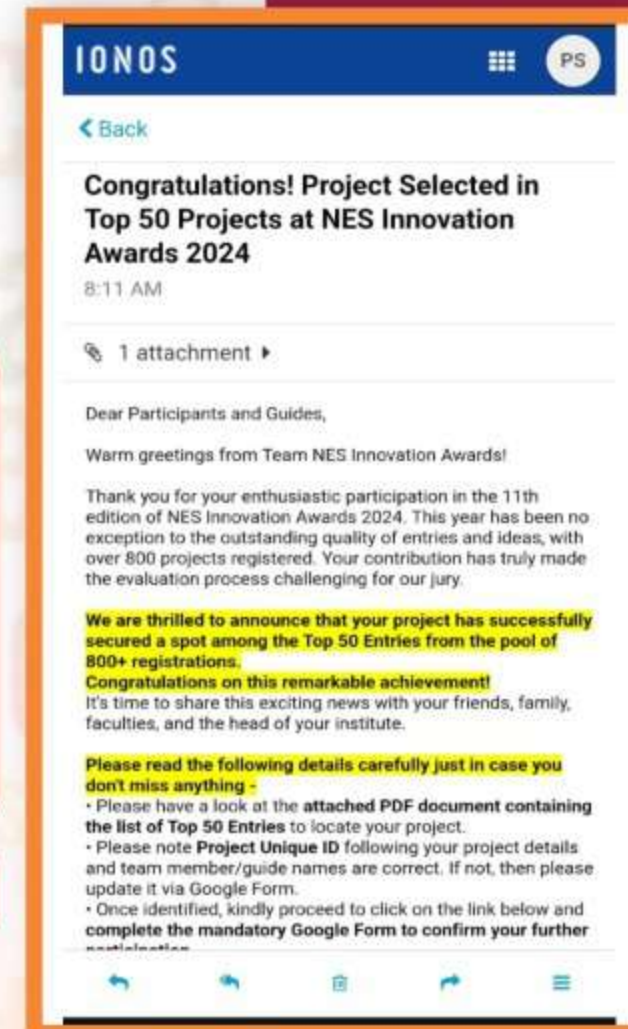 IONOS
PS
Back
Congratulations! Project Selected in
Top 50 Projects at NES Innovation
Awards 2024
8:11 AM
1 attachment
Dear Participants and Guides,
Warm greetings from Team NES Innovation Awards!
Thank you for your enthusiastic participation in the 11th
edition of NES Innovation Awards 2024. This year has been no
exception to the outstanding quality of entries and ideas, with
over 800 projects registered. Your contribution has truly made
the evaluation process challenging for our jury.
We are thrilled to announce that your project has successfully
secured a spot among the Top 50 Entries from the pool of
800+ registrations.
Congratulations on this remarkable achievement!
It's time to share this exciting news with your friends, family,
faculties, and the head of your institute.
Please read the following details carefully just in case you
don't miss anything -
• Please have a look at the attached PDF document containing
the list of Top 50 Entries to locate your project.
• Please note Project Unique ID following your project details
and team member/guide names are correct. If not, then please
update it via Google Form.
• Once identified, kindly proceed to click on the link below and
complete the mandatory Google Form to confirm your further